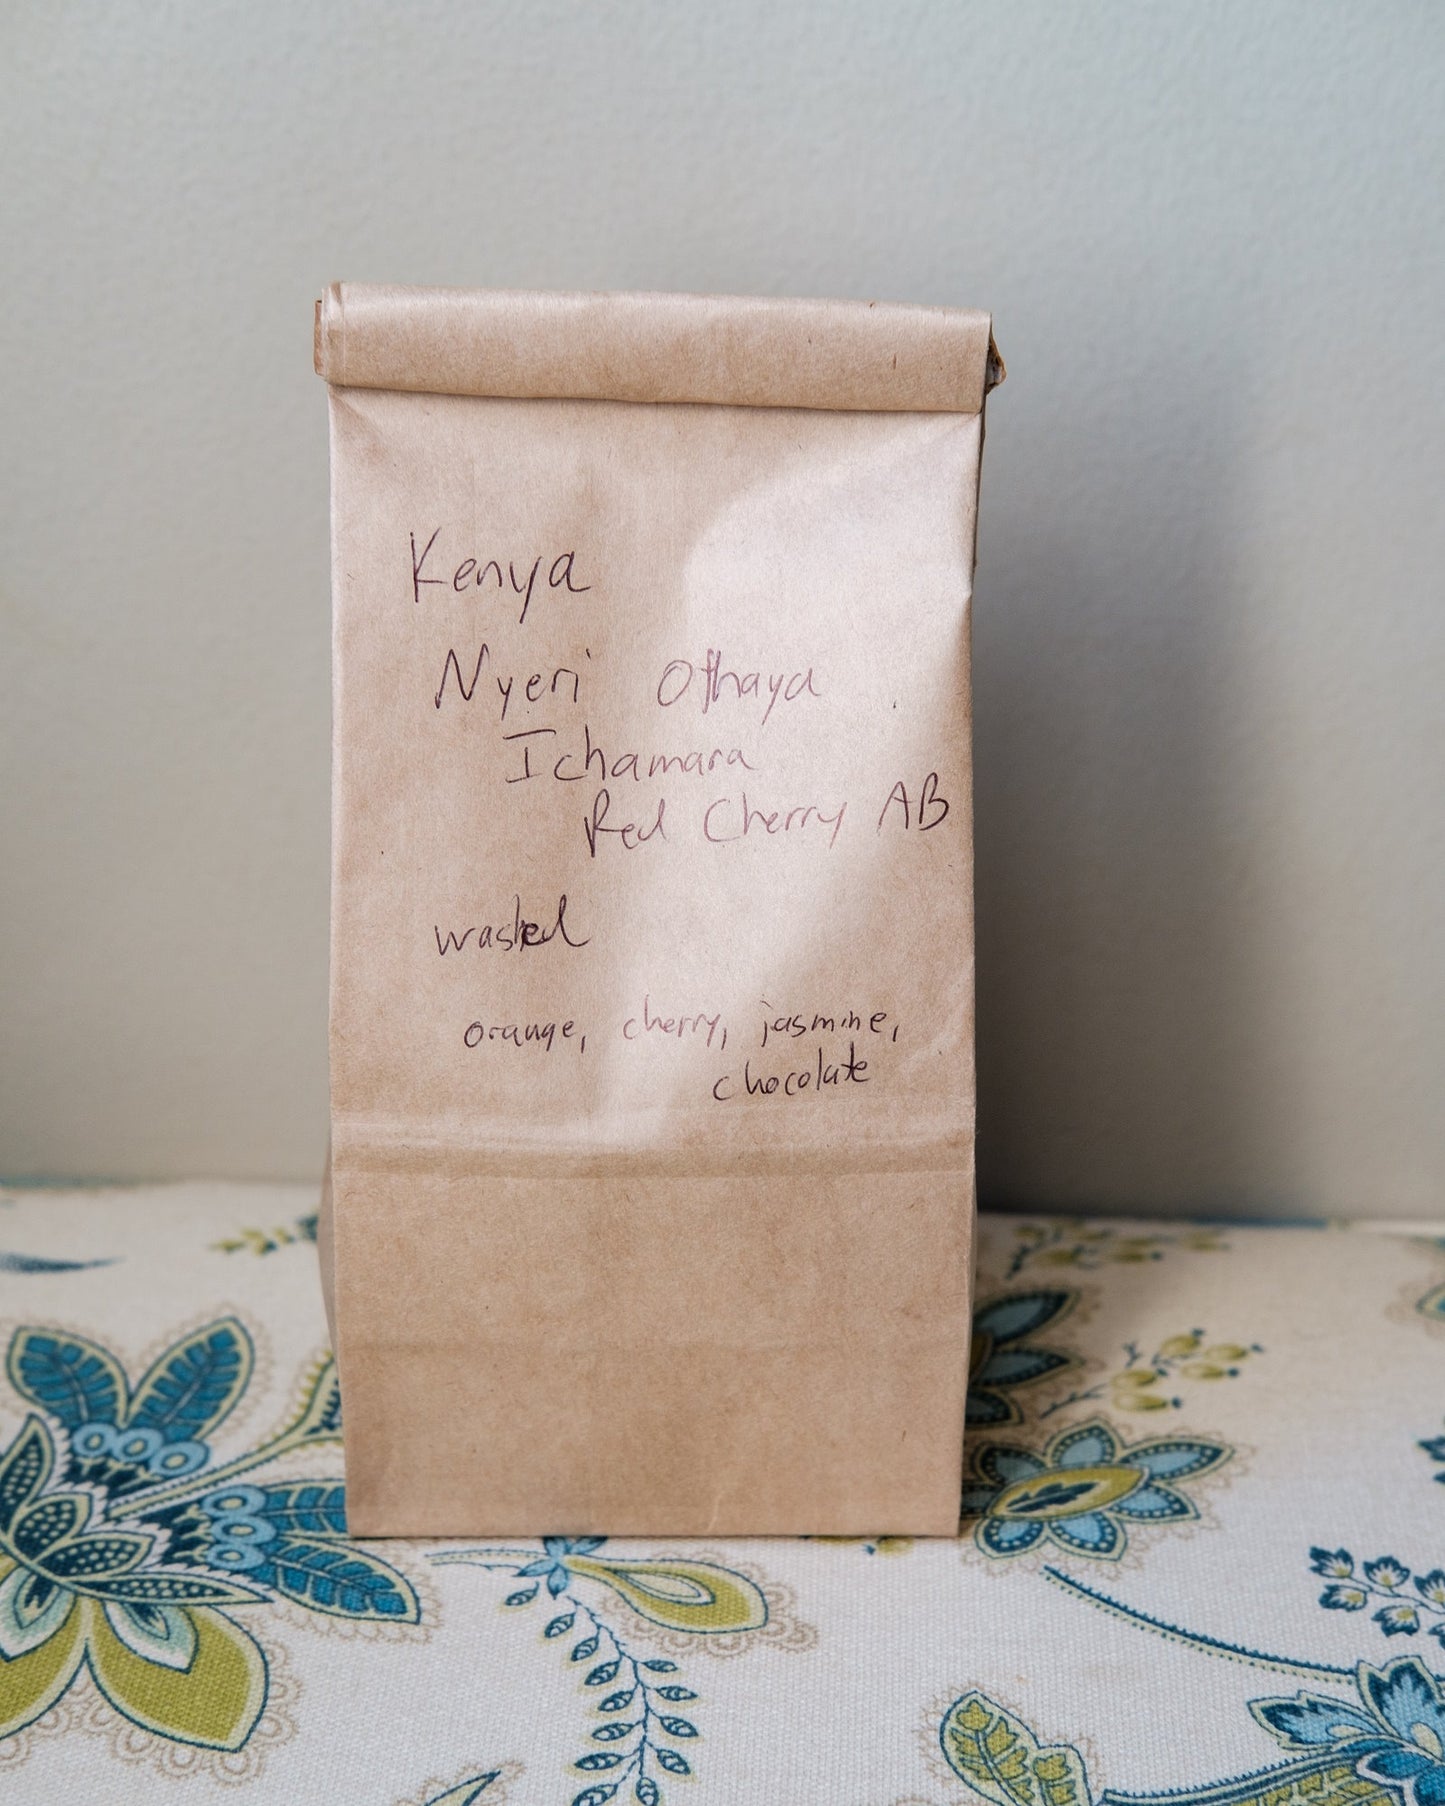 Kenya
Nyeri Othaya
Ichamara
Red Cherry AB
washed
orange, cherry, jasmine,
chocolate